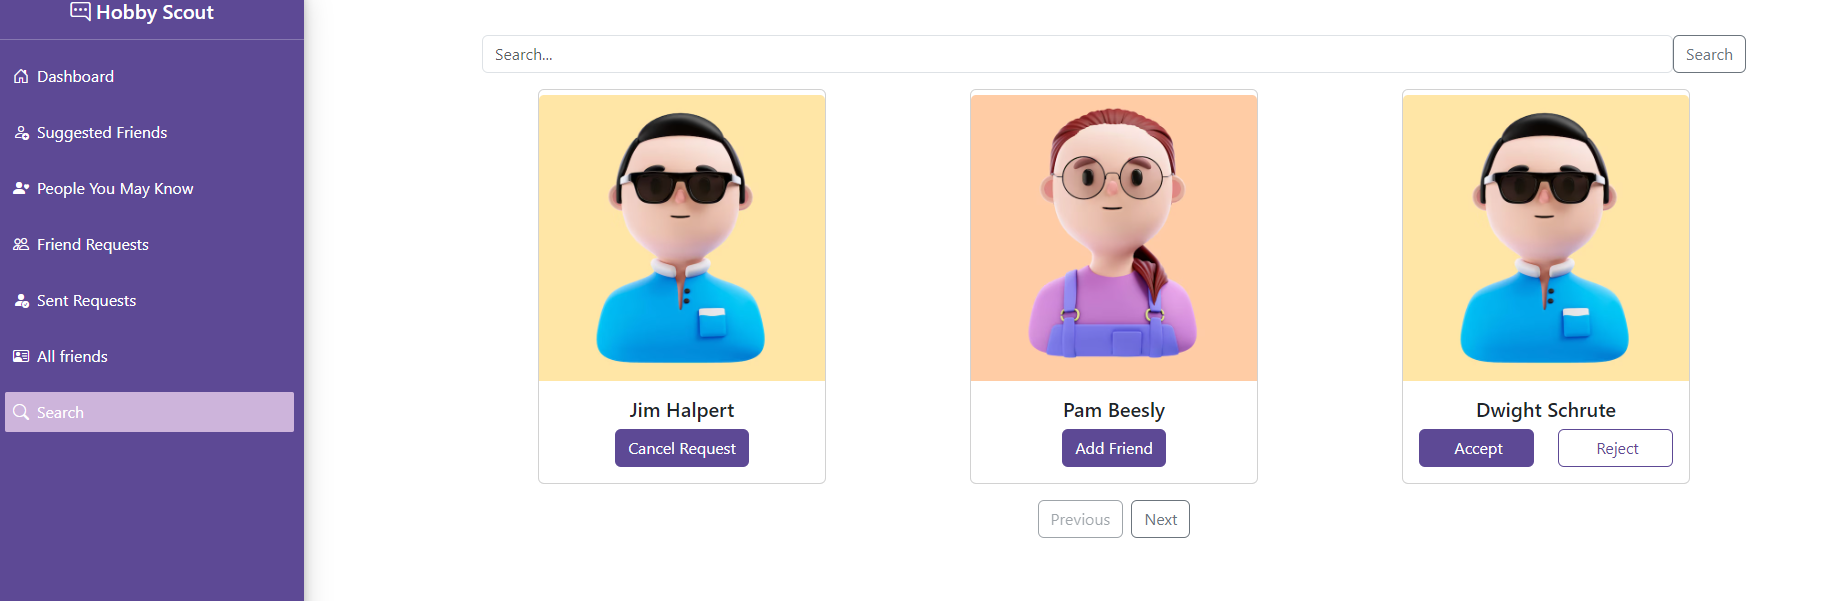 Hobby Scout
Dashboard
Suggested Friends
People You May Know
Friend Requests
Sent Requests
All friends
Search
Search...
Search
Jim Halpert
Cancel Request
Pam Beesly
Add Friend
Dwight Schrute
Accept
Reject
Previous
Next